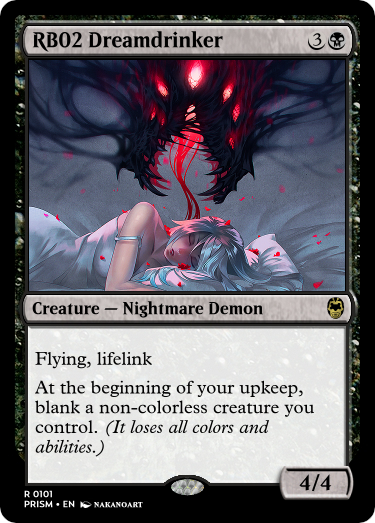 RB02 Dreamdrinker 3
Creature — Nightmare Demon
Flying, lifelink
At the beginning of your upkeep,
blank a non-colorless creature you
control. (It loses all colors and
abilities.)
4/4
R 0101
PRISM • EN NAKANOART